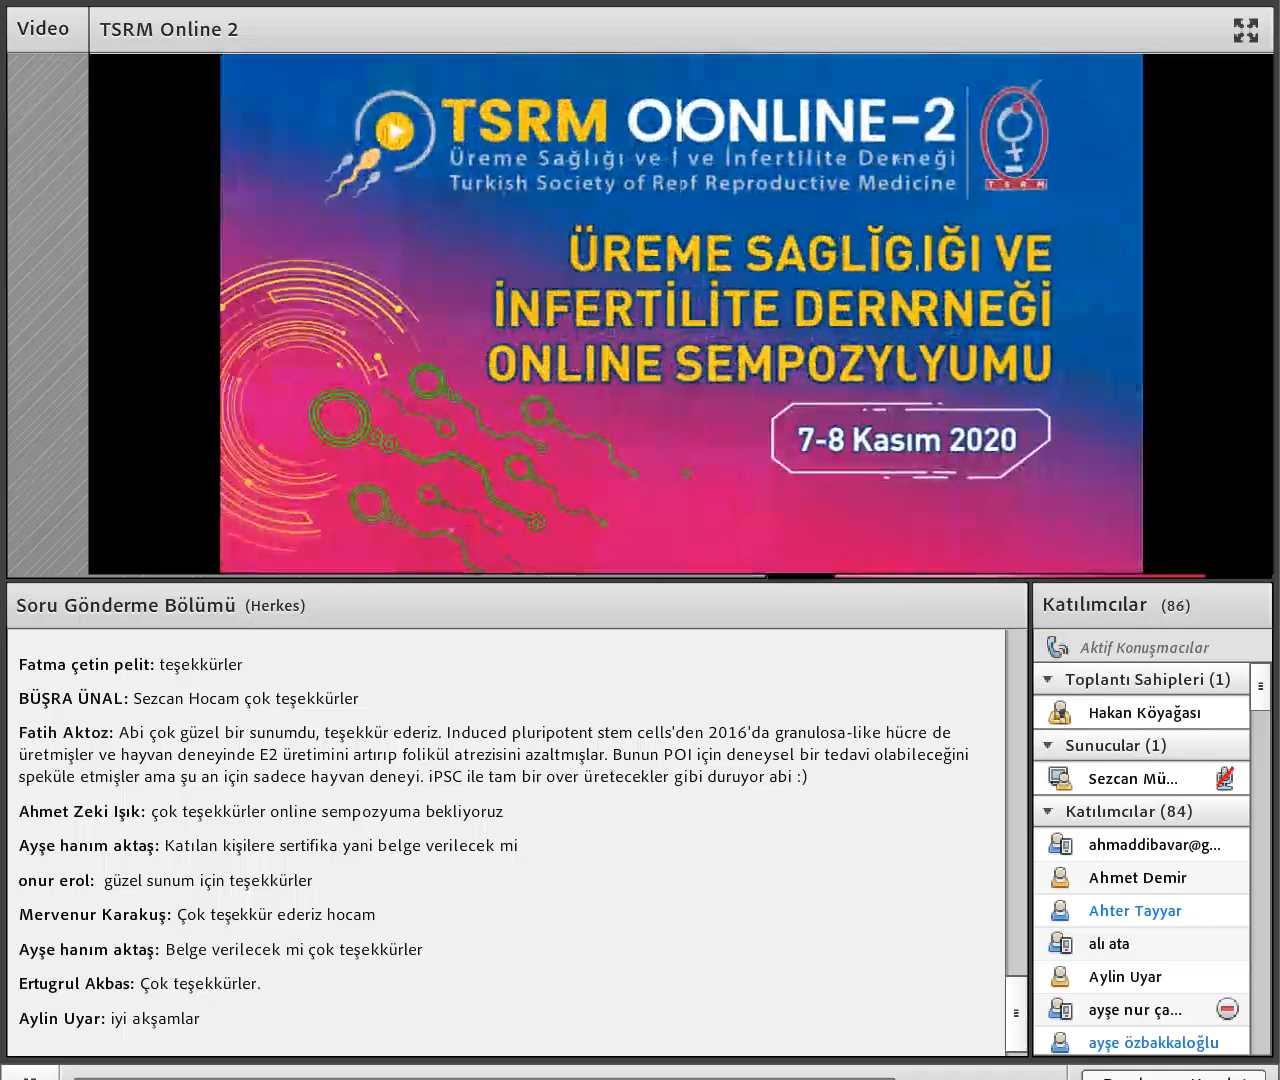 Video
TSRM Online 2
TSRM OIONLINE-2
Üreme Sağlığı ve İ ve İnfertilite Derneği
Turkish Society of Repf Reproductive Medicine
T S R M
ÜREME SAGLĬG.IĞI VE
İNFERTİLİTE DERNRNEĞİ
ONLINE SEMPOZYLYUMU
7-8 Kasım 2020
Soru Gönderme Bölümü (Herkes)
Fatma çetin pelit: teşekkürler
BÜŞRA ÜNAL: Sezcan Hocam çok teşekkürler
Fatih Aktoz: Abi çok güzel bir sunumdu, teşekkür ederiz. Induced pluripotent stem cells'den 2016'da granulosa-like hücre de
üretmişler ve hayvan deneyinde E2 üretimini artırıp folikül atrezisini azaltmışlar. Bunun POI için deneysel bir tedavi olabileceğini
speküle etmişler ama şu an için sadece hayvan deneyi. iPSC ile tam bir over üretecekler gibi duruyor abi :)
Ahmet Zeki Işık: çok teşekkürler online sempozyuma bekliyoruz
Ayşe hanım aktaş: Katılan kişilere sertifika yani belge verilecek mi
onur erol: güzel sunum için teşekkürler
Mervenur Karakuş: Çok teşekkür ederiz hocam
Ayşe hanım aktaş: Belge verilecek mi çok teşekkürler
Ertugrul Akbas: Çok teşekkürler.
Aylin Uyar: iyi akşamlar
Katılımcılar (86)
Aktif Konuşmacılar
Toplantı Sahipleri (1)
Hakan Köyağası
Sunucular (1)
Sezcan Mü...
Katılımcılar (84)
ahmaddibavar@g...
Ahmet Demir
Ahter Tayyar
alı ata
Aylin Uyar
ayşe nur ça...
ayşe özbakkaloğlu